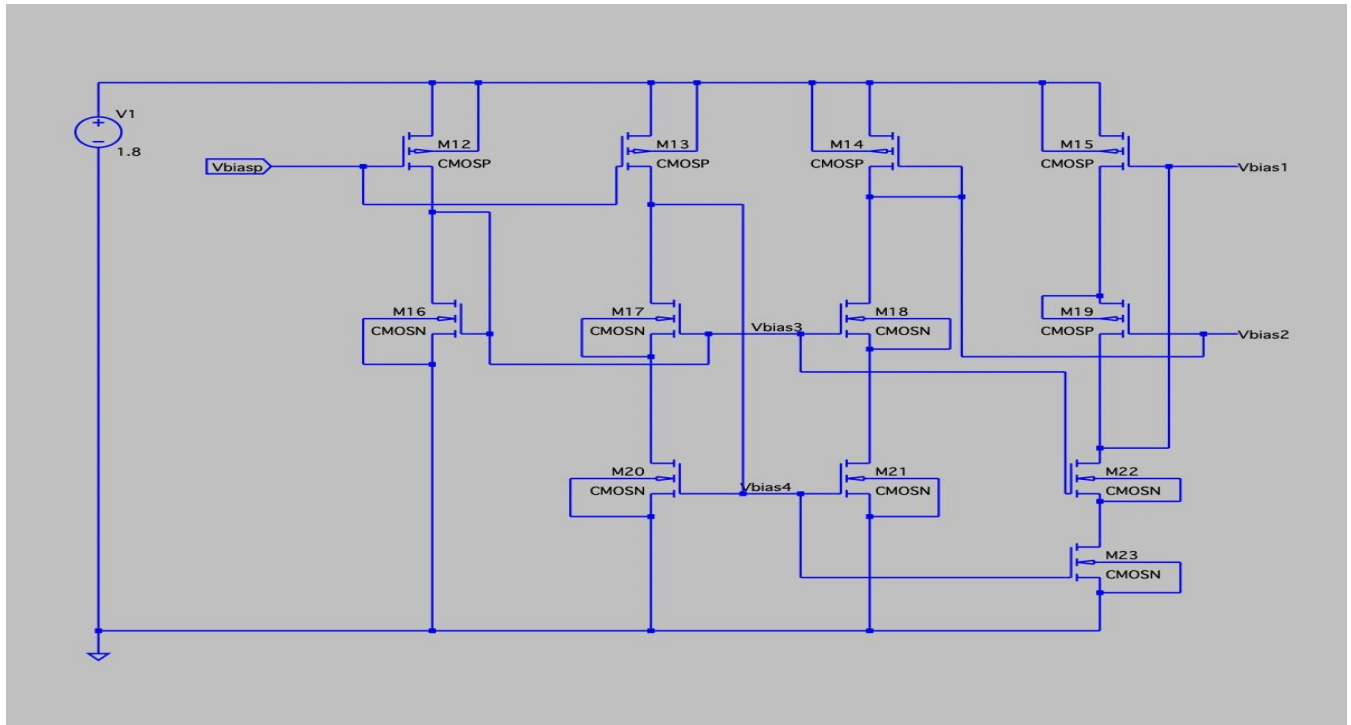 V1
+
−
1.8
Vbiasp
M12
CMOSP
M13
CMOSP
M14
CMOSP
M15
CMOSP
Vbias1
M16
CMOSN
M17
CMOSN
Vbias3
M18
CMOSN
M19
CMOSP
Vbias2
M20
CMOSN
Vbias4
M21
CMOSN
M22
CMOSN
M23
CMOSN